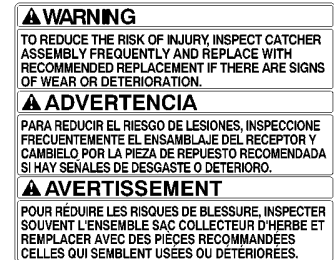 WARNING
TO REDUCE THE RISK OF INJURY, INSPECT CATCHER
ASSEMBLY FREQUENTLY AND REPLACE WITH
RECOMMENDED REPLACEMENT IF THERE ARE SIGNS
OF WEAR OR DETERIORATION.
ADVERTENCIA
PARA REDUCIR EL RIESGO DE LESIONES, INSPECCIONE
FRECUENTEMENTE EL ENSAMBLAJE DEL RECEPTOR Y
CAMBIELO POR LA PIEZA DE REPUESTO RECOMENDADA
SI HAY SEÑALES DE DESGASTE O DETERIORO.
AVERTISSEMENT
POUR RÉDUIRE LES RISQUES DE BLESSURE, INSPECTER
SOUVENT L'ENSEMBLE SAC COLLECTEUR D'HERBE ET
REMPLACER AVEC DES PIÈCES RECOMMANDÉES
CELLES QUI SEMBLENT USÉES OU DÉTÉRIORÉES.